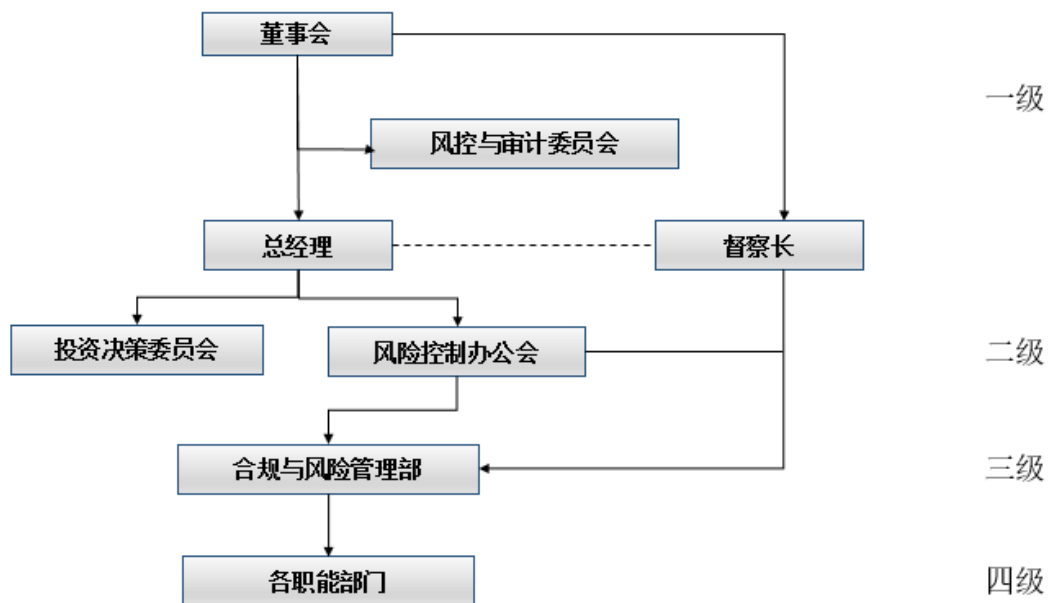 董事会
一级
风控与审计委员会
总经理
督察长
投资决策委员会
风险控制办公会
二级
合规与风险管理部
三级
各职能部门
四级